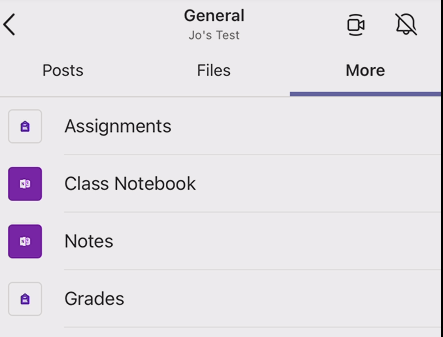 General
Jo's Test
Posts Files More
Assignments
Class Notebook
Notes
Grades